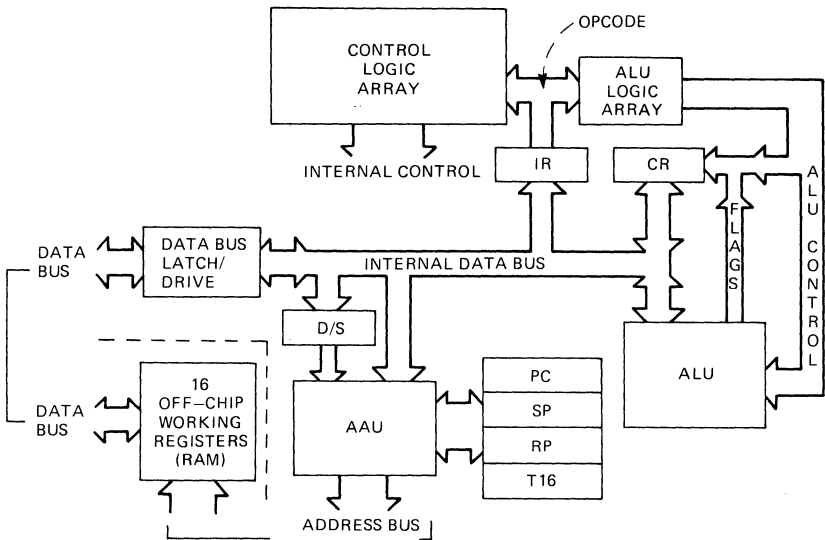 OPCODE
CONTROL
LOGIC
ARRAY
ALU
LOGIC
ARRAY
INTERNAL CONTROL
IR
CR
ALU CONTROL
FLAGS
DATA
BUS
DATA BUS
LATCH/
DRIVE
INTERNAL DATA BUS
D/S
ALU
16
OFF-CHIP
WORKING
REGISTERS
(RAM)
DATA
BUS
AAU
PC
SP
RP
T16
ADDRESS BUS